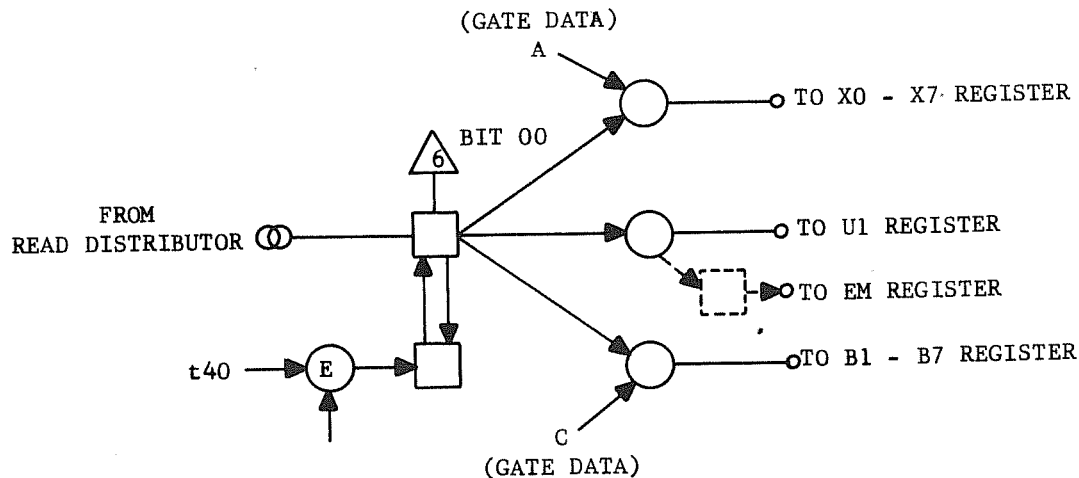 (GATE DATA)
A
TO X0 - X7 REGISTER
6
BIT 00
FROM
READ DISTRIBUTOR
TO U1 REGISTER
TO EM REGISTER
t40
E
TO B1 - B7 REGISTER
C
(GATE DATA)